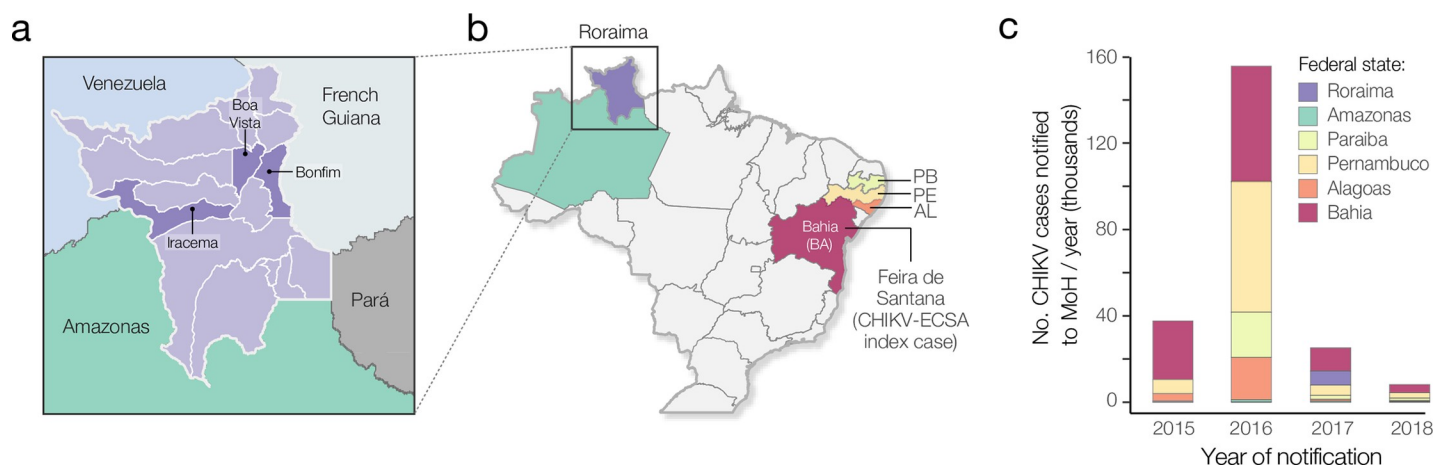 a
Venezuela
Boa
Vista
French
Guiana
Bonfim
Iracema
Amazonas
Pará
b
Roraima
PB
PE
AL
Bahia
(BA)
Feira de
Santana
(CHIKV-ECSA
index case)
c
No. CHIKV cases notified
to MoH / year (thousands)
160
120
80
40
0
Federal state:
Roraima
Amazonas
Paraiba
Pernambuco
Alagoas
Bahia
2015 2016 2017 2018
Year of notification